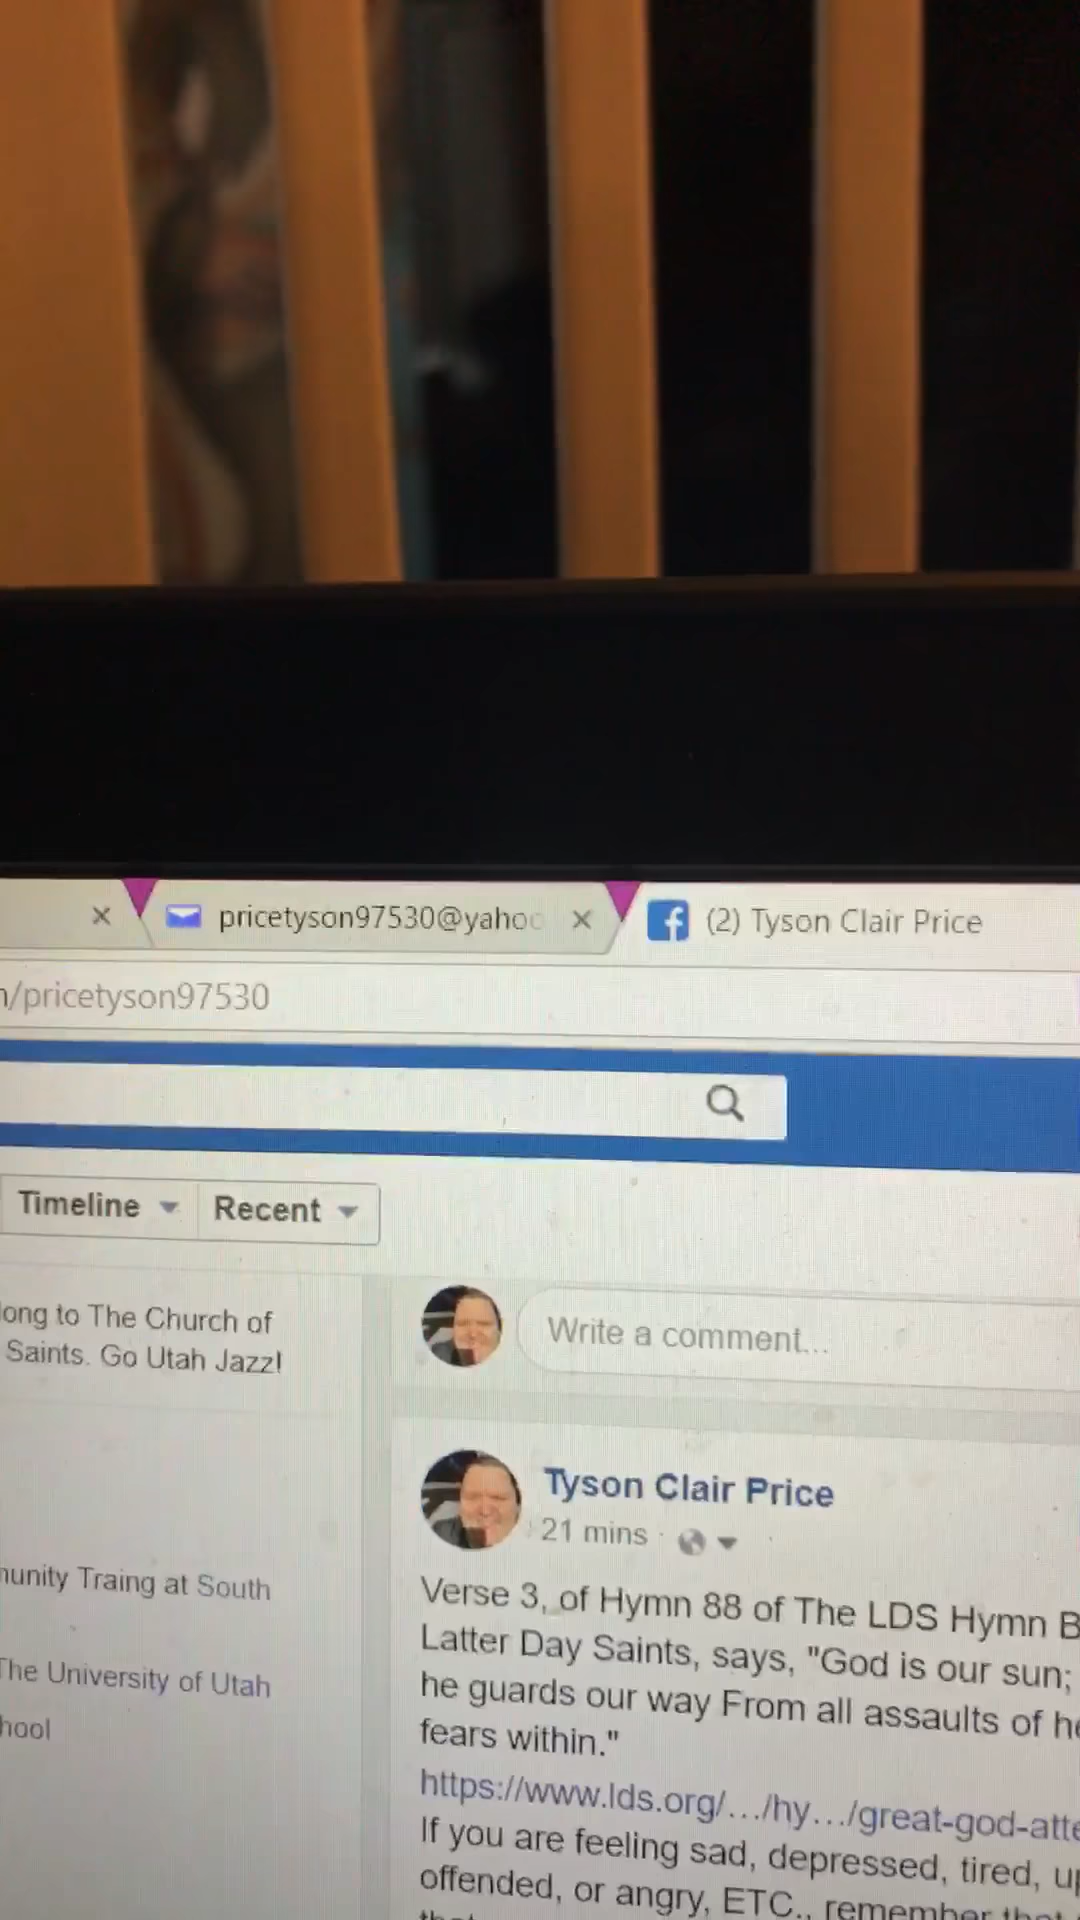 pricetyson97530@yahoo
(2) Tyson Clair Price
/pricetyson97530
Timeline Recent
to The Church of
Saints. Go Utah Jazz!
Write a comment...
Tyson Clair Price
21 mins
Traing at South
The University of Utah
Verse 3, of Hymn 88 of The LDS Hymn
Latter Day Saints, says, "God is our sun;
he guards our way From all assaults of
fears within."
https://www.lds.org/.../hy.../great-god-atte
If you are feeling sad, depressed, tired,
offended, or angry, ETC., remember that